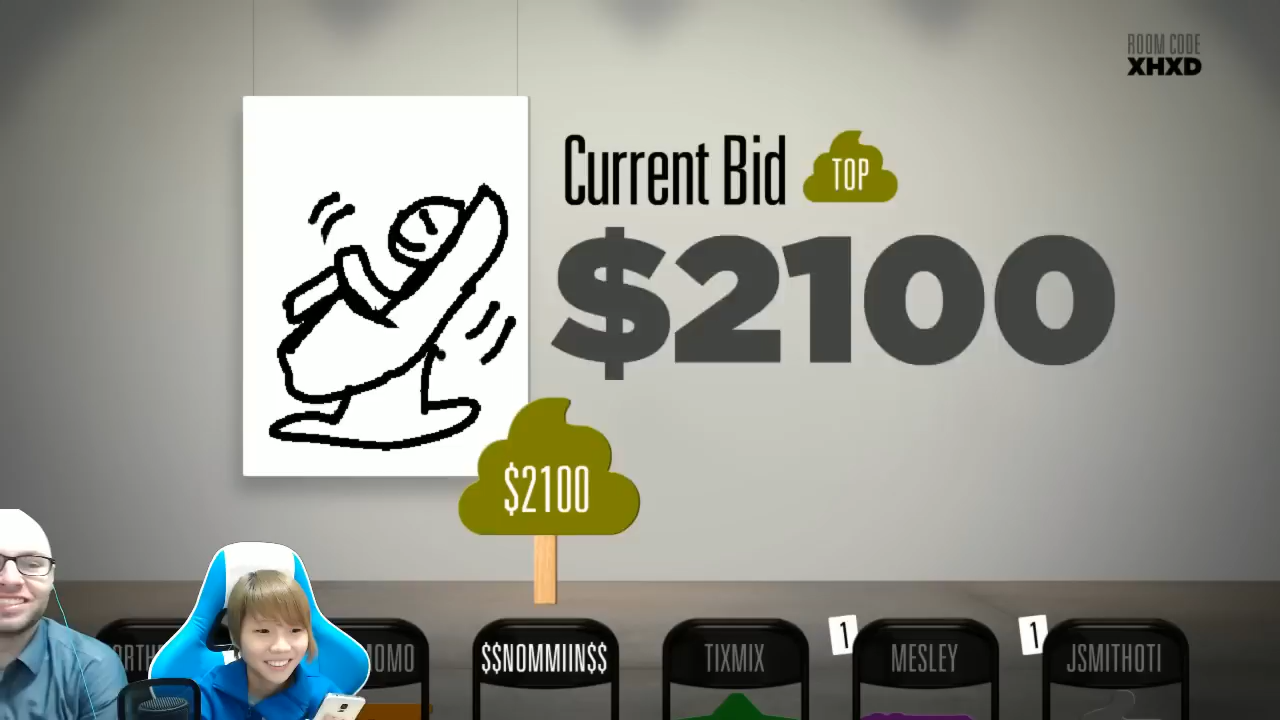 ROOM CODE
XHXD
Current Bid
TOP
$2100
$2100
$$NOMMIIN$$
TIXMIX
1
MESLEY
1
JSMITHOTI